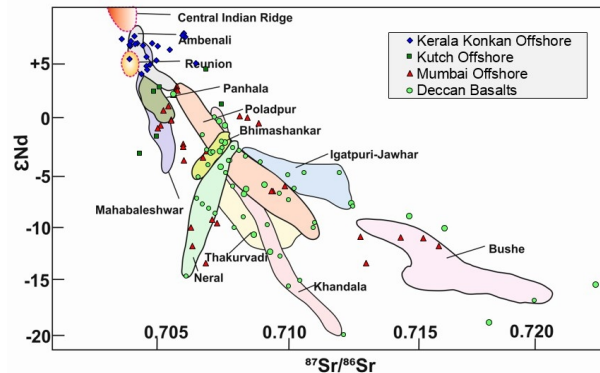 Central Indian Ridge
Ambenali
Kerala Konkan Offshore
Kutch Offshore
Mumbai Offshore
Deccan Basalts
+5
Reunion
Panhala
Poladpur
0
Bhimashankar
Igatpuri-Jawhar
εNd
-5
Mahabaleshwar
-10
Bushe
Thakurvadi
Neral
-15
Khandala
-20
0.705
0.710
0.715
0.720
⁸⁷Sr/⁸⁶Sr